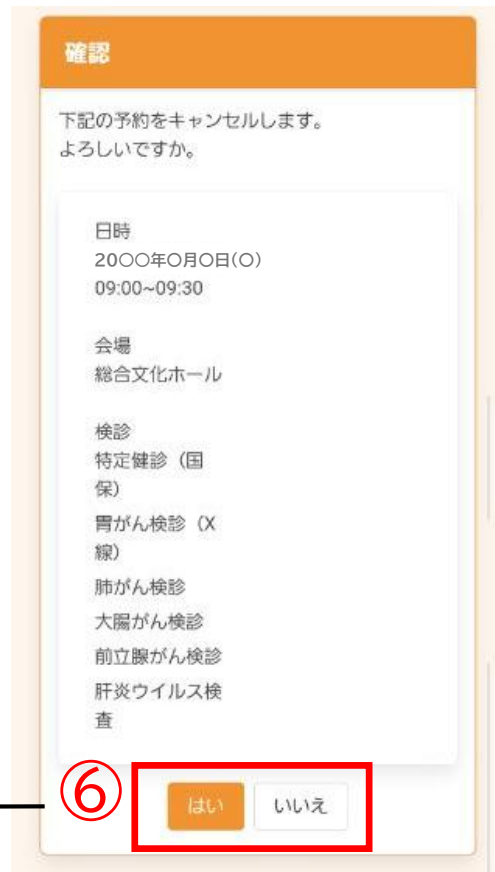 確認
下記の予約をキャンセルします。
よろしいですか。
日時
20〇〇年〇月〇日(〇)
09:00~09:30
会場
総合文化ホール
検診
特定健診（国
保）
胃がん検診（X
線）
肺がん検診
大腸がん検診
前立腺がん検診
肝炎ウイルス検
査
⑥
はい
いいえ